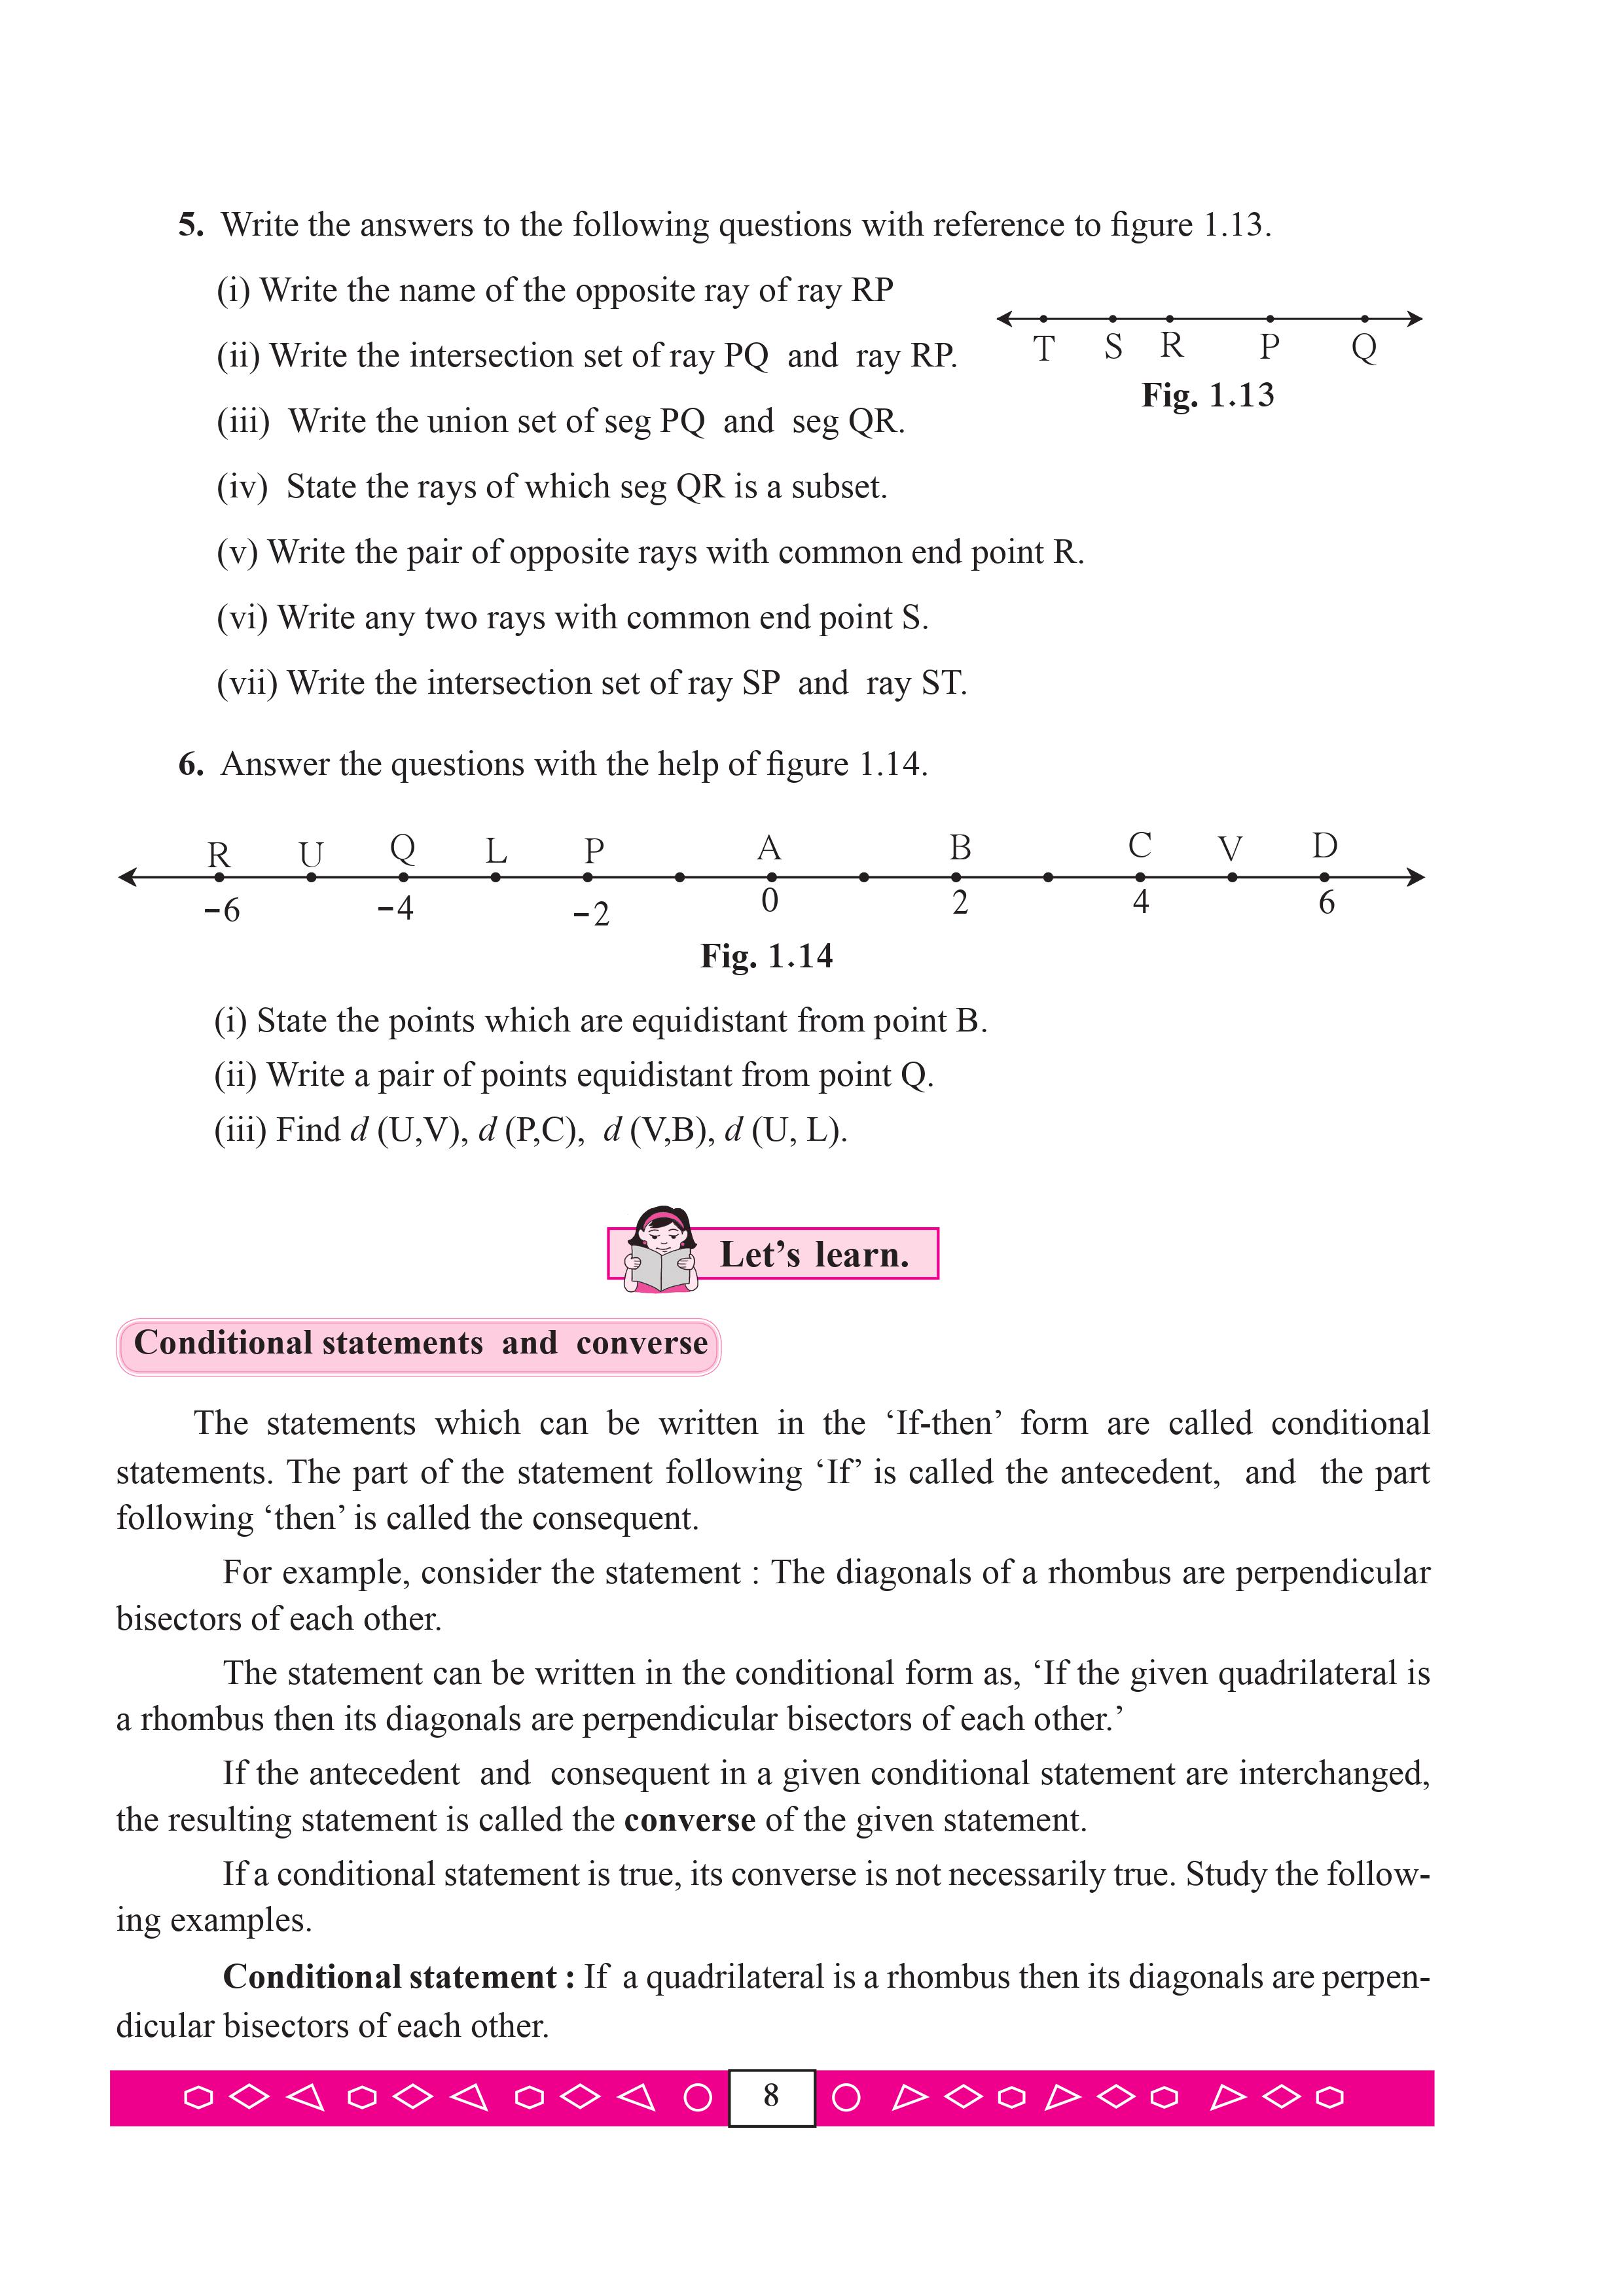 5. Write the answers to the following questions with reference to figure 1.13.
(i) Write the name of the opposite ray of ray RP
(ii) Write the intersection set of ray PQ and ray RP.
T S R P Q
Fig. 1.13
(iii) Write the union set of seg PQ and seg QR.
(iv) State the rays of which seg QR is a subset.
(v) Write the pair of opposite rays with common end point R.
(vi) Write any two rays with common end point S.
(vii) Write the intersection set of ray SP and ray ST.
6. Answer the questions with the help of figure 1.14.
R U Q L P A B C V D
-6 -4 -2 0 2 4 6
Fig. 1.14
(i) State the points which are equidistant from point B.
(ii) Write a pair of points equidistant from point Q.
(iii) Find d (U,V), d (P,C), d (V,B), d (U, L).
Let's learn.
Conditional statements and converse
The statements which can be written in the ‘If-then’ form are called conditional
statements. The part of the statement following ‘If’ is called the antecedent, and the part
following ‘then’ is called the consequent.
For example, consider the statement : The diagonals of a rhombus are perpendicular
bisectors of each other.
The statement can be written in the conditional form as, ‘If the given quadrilateral is
a rhombus then its diagonals are perpendicular bisectors of each other.’
If the antecedent and consequent in a given conditional statement are interchanged,
the resulting statement is called the converse of the given statement.
If a conditional statement is true, its converse is not necessarily true. Study the follow-
ing examples.
Conditional statement : If a quadrilateral is a rhombus then its diagonals are perpen-
dicular bisectors of each other.
8